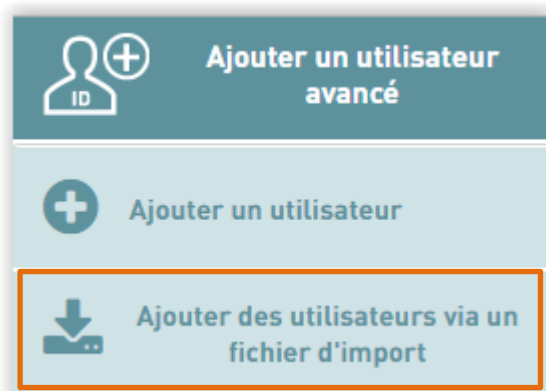 Ajouter un utilisateur
avancé
ID
Ajouter un utilisateur
Ajouter des utilisateurs via un
fichier d'import